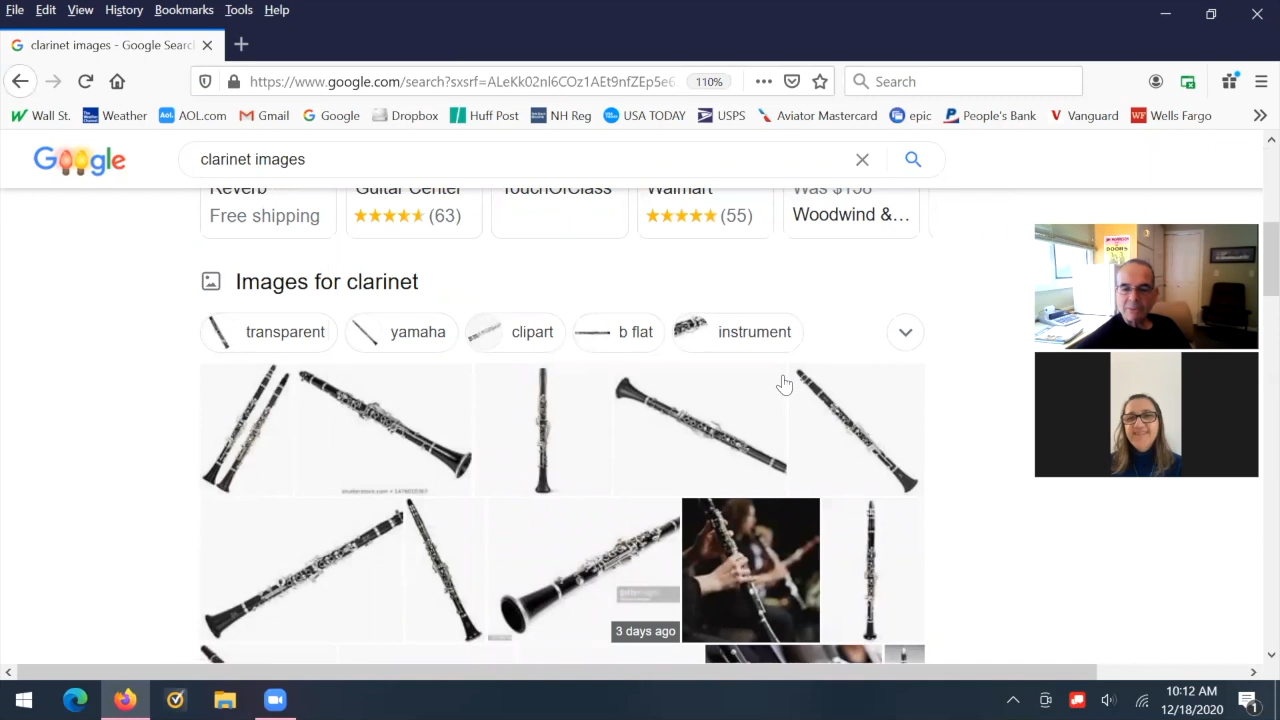 File Edit View History Bookmarks Tools Help
clarinet images - Google Searc
https://www.google.com/search?sxsrf=ALeKk02nl6COz1AEt9nfZEp5e6 110% Search
Wall St. Weather AOL.com Gmail Google Dropbox Huff Post NH Reg USA TODAY USPS Aviator Mastercard epic People's Bank Vanguard Wells Fargo
Google clarinet images
Reverb Guitar Center TouchOfClass Walmart Was $158
Free shipping (63) (55) Woodwind &...
Images for clarinet
transparent yamaha clipart b flat instrument
DOORS
3 days ago
10:12 AM
12/18/2020
1